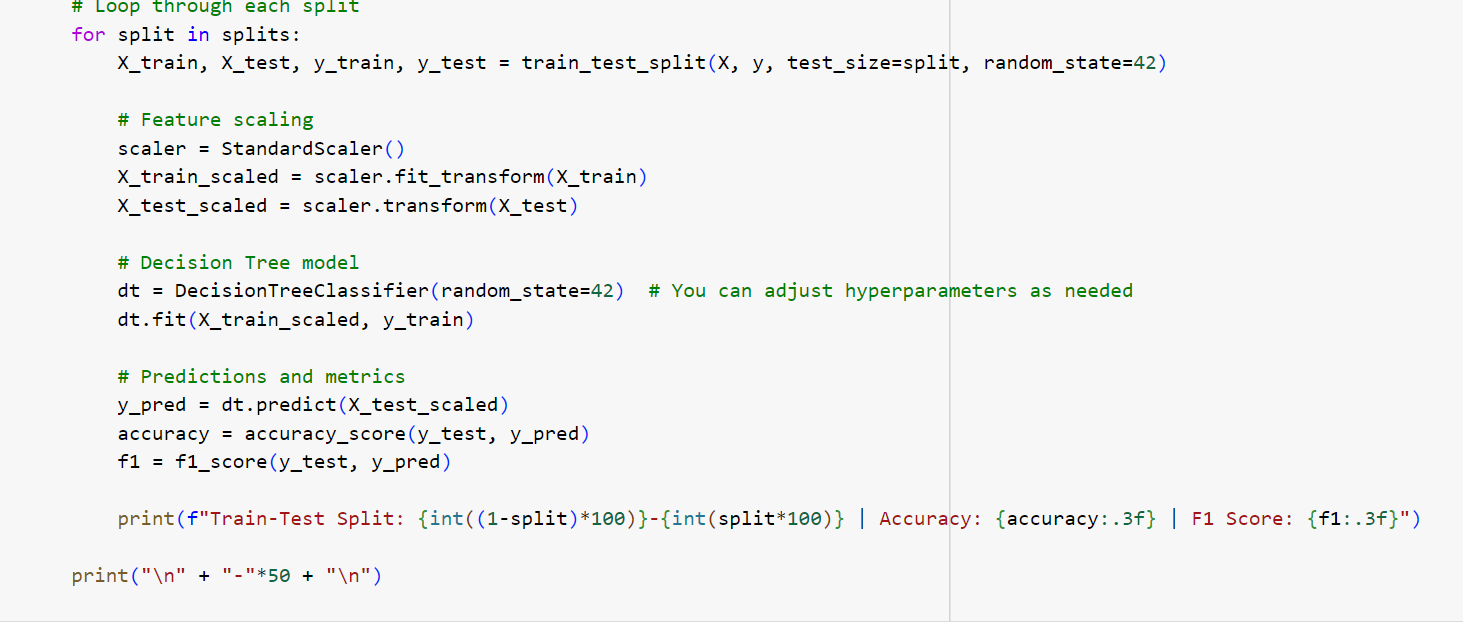 # Loop through each split
for split in splits:
X_train, X_test, y_train, y_test = train_test_split(X, y, test_size=split, random_state=42)
# Feature scaling
scaler = StandardScaler()
X_train_scaled = scaler.fit_transform(X_train)
X_test_scaled = scaler.transform(X_test)
# Decision Tree model
dt = DecisionTreeClassifier(random_state=42)  # You can adjust hyperparameters as needed
dt.fit(X_train_scaled, y_train)
# Predictions and metrics
y_pred = dt.predict(X_test_scaled)
accuracy = accuracy_score(y_test, y_pred)
f1 = f1_score(y_test, y_pred)
print(f"Train-Test Split: {int((1-split)*100)}-{int(split*100)} | Accuracy: {accuracy:.3f} | F1 Score: {f1:.3f}")
print("\n" + "-"*50 + "\n")